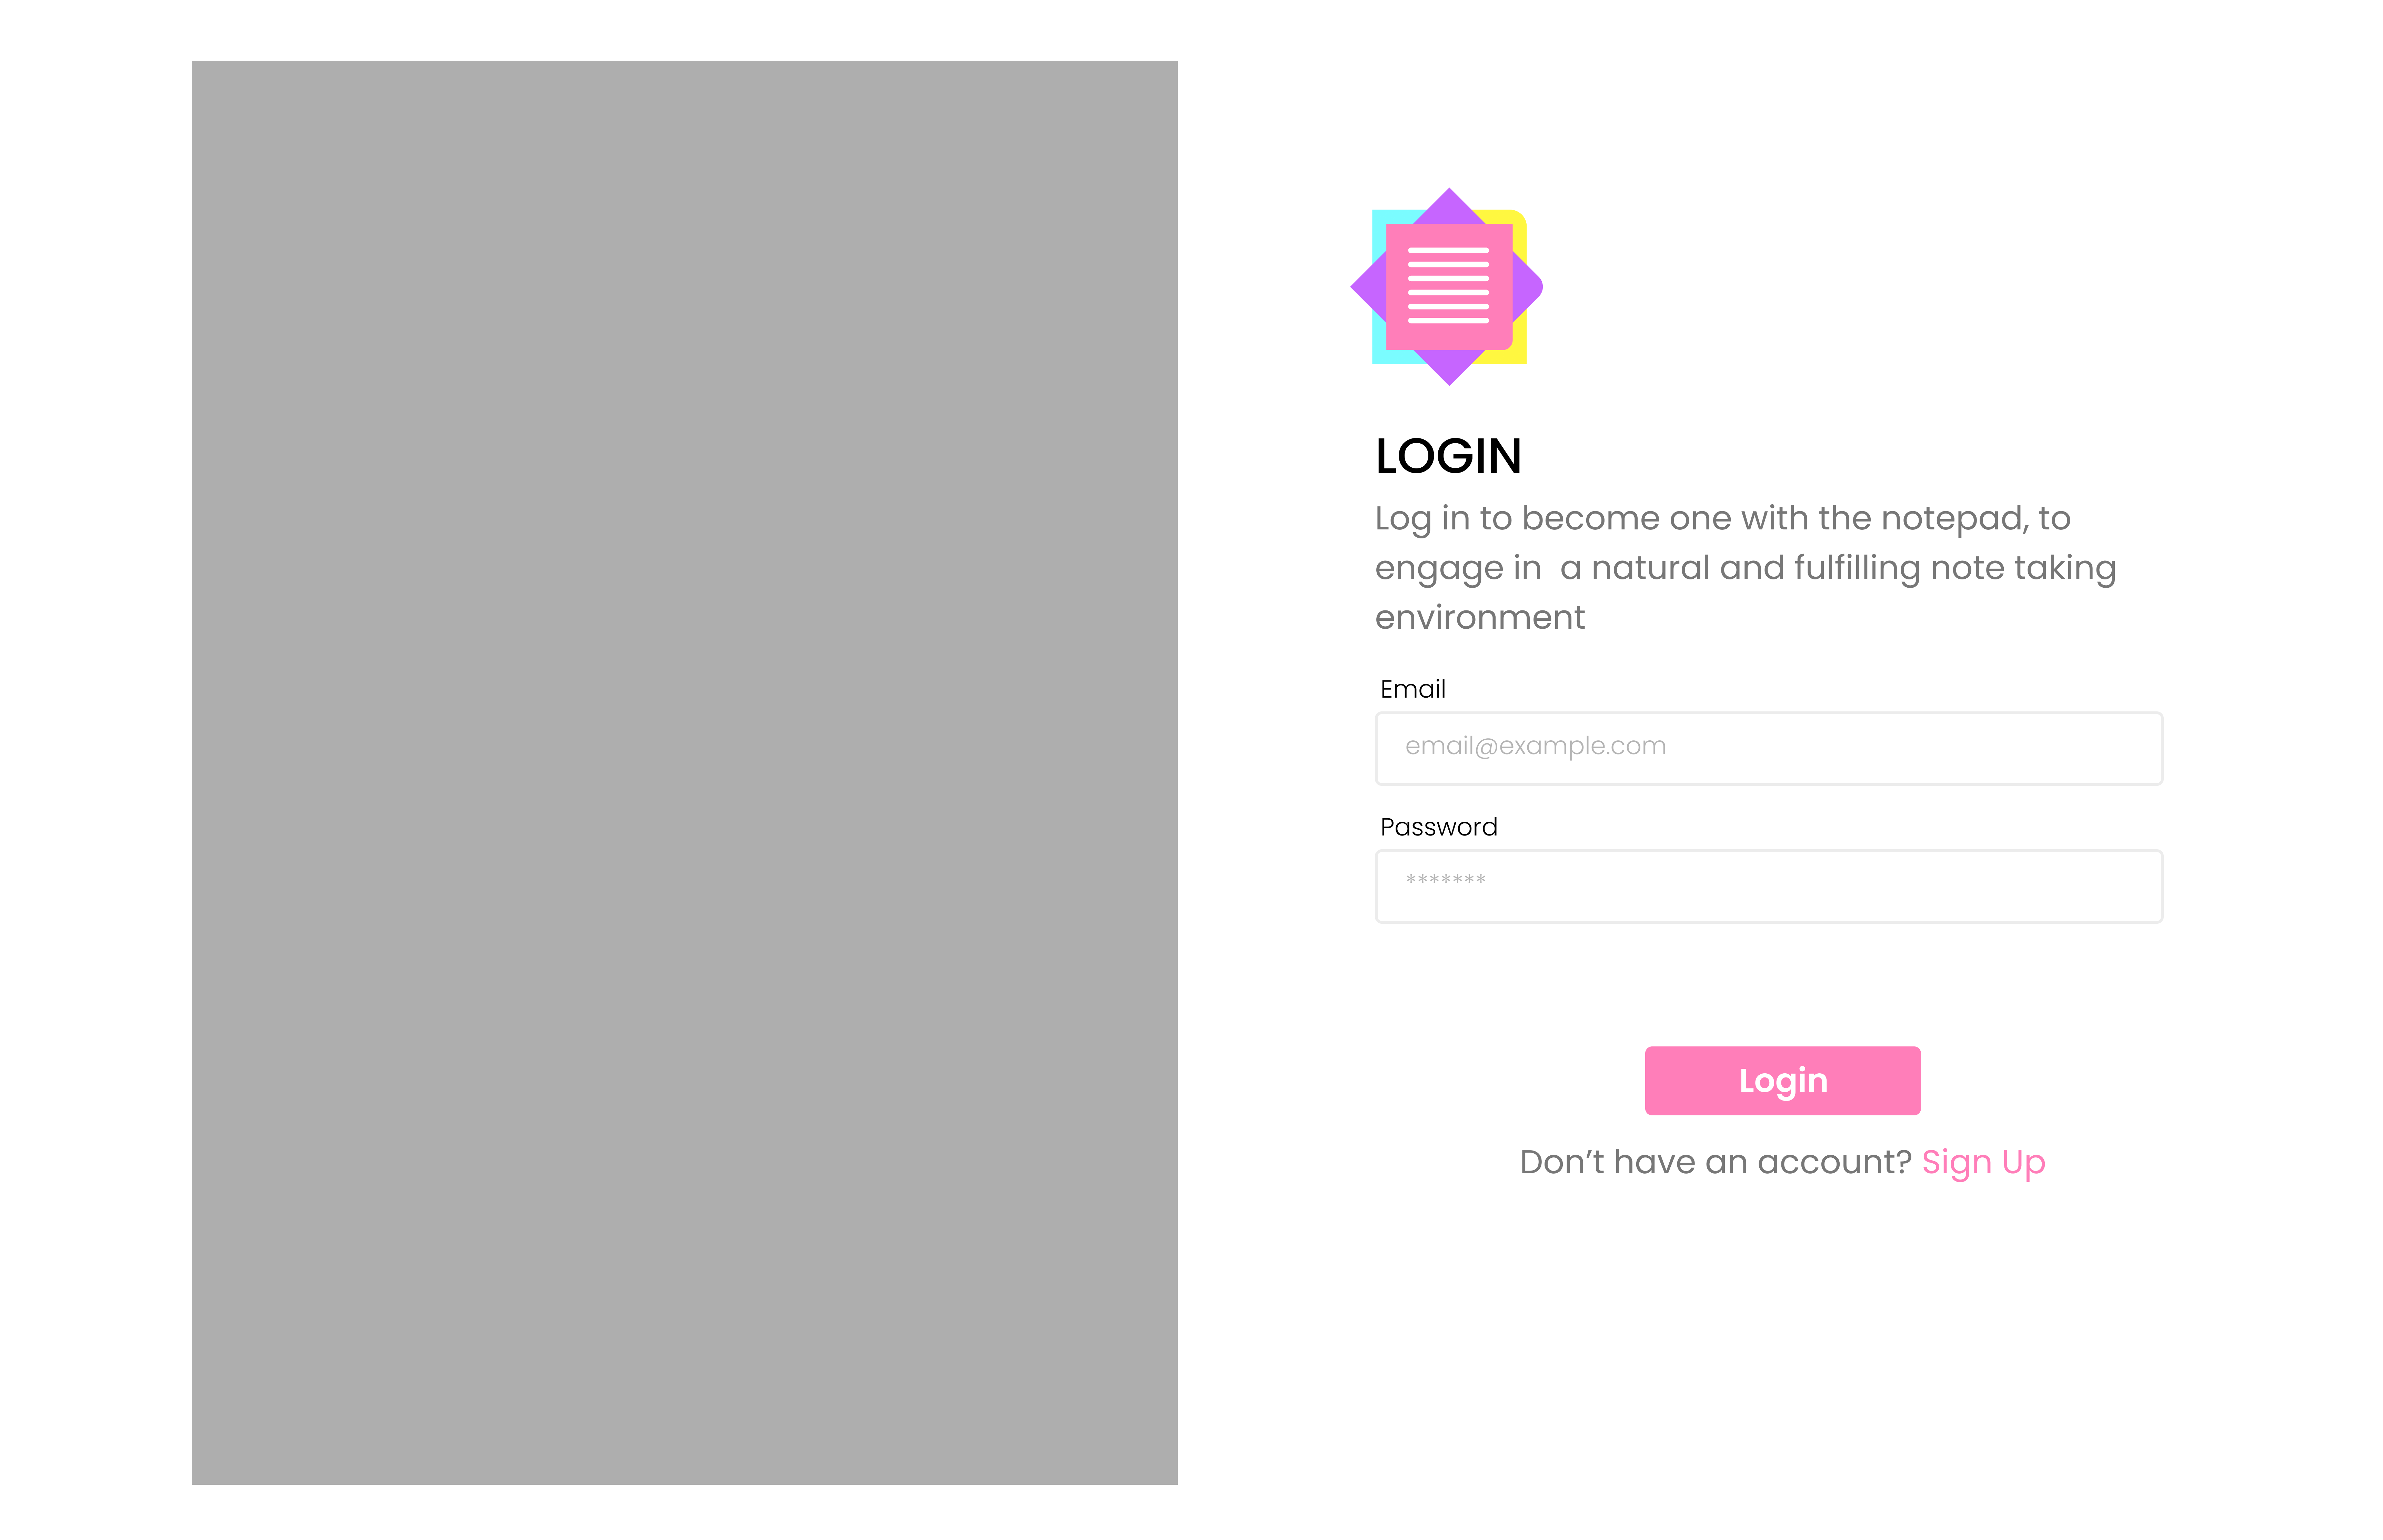 LOGIN
Log in to become one with the notepad, to
engage in  a natural and fulfilling note taking
environment
Email
email@example.com
Password
*******
Login
Don’t have an account? Sign Up